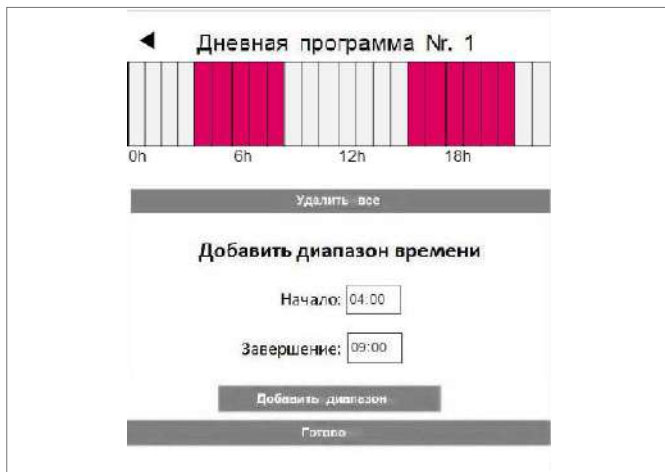 Дневная программа Nr. 1
0h 6h 12h 18h
Удалить все
Добавить диапазон времени
Начало: 04:00
Завершение: 09:00
Добавить диапазон
Готово